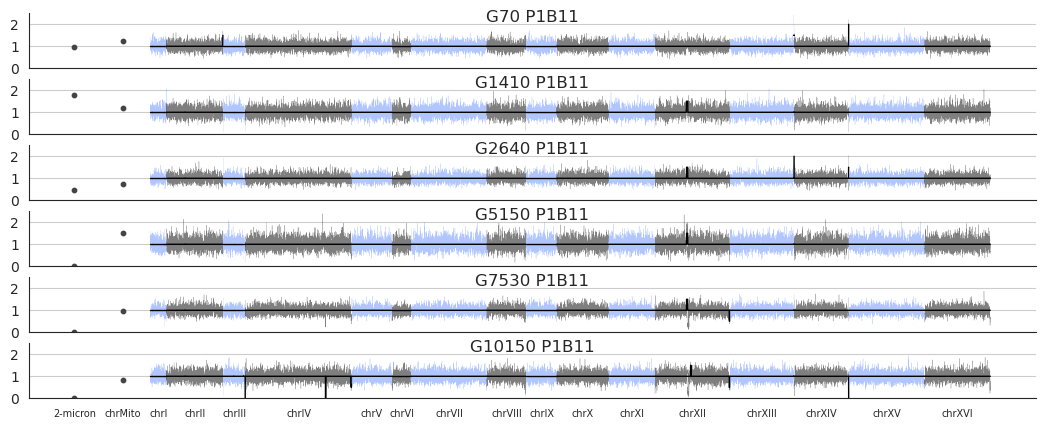 G70 P1B11
2
1
0
G1410 P1B11
2
1
0
G2640 P1B11
2
1
0
G5150 P1B11
2
1
0
G7530 P1B11
2
1
0
G10150 P1B11
2
1
0
2-micron chrMito chrI chrII chrIII chrIV chrV chrVI chrVII chrVIII chrIX chrX chrXI chrXII chrXIII chrXIV chrXV chrXVI